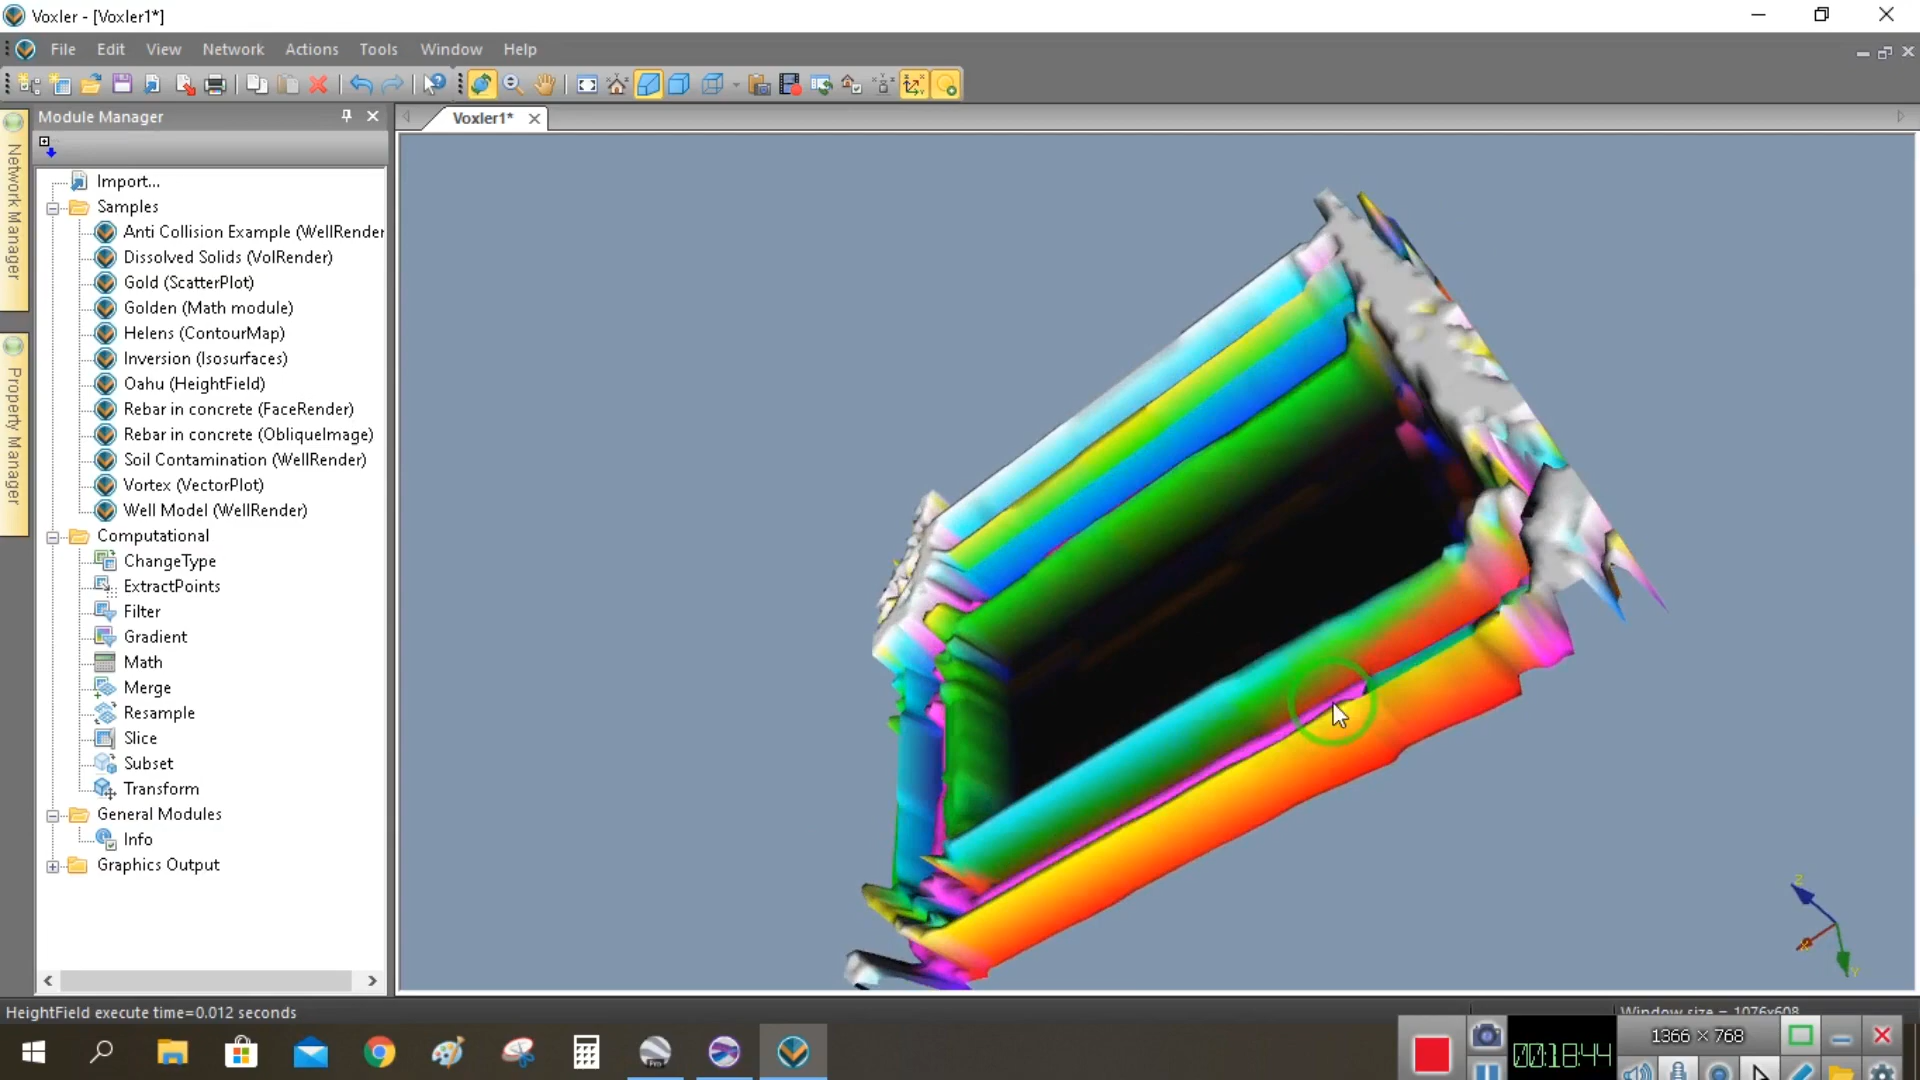 Voxler - [Voxler1*]
File Edit View Network Actions Tools Window Help
Module Manager
Voxler1*
Network Manager
Property Manager
Import...
Samples
Anti Collision Example (WellRender
Dissolved Solids (VolRender)
Gold (ScatterPlot)
Golden (Math module)
Helens (ContourMap)
Inversion (Isosurfaces)
Oahu (HeightField)
Rebar in concrete (FaceRender)
Rebar in concrete (ObliqueImage)
Soil Contamination (WellRender)
Vortex (VectorPlot)
Well Model (WellRender)
Computational
ChangeType
ExtractPoints
Filter
Gradient
Math
Merge
Resample
Slice
Subset
Transform
General Modules
Info
Graphics Output
Z
Y
HeightField execute time=0.012 seconds
Window size = 1076x608
1366 × 768
00:18:44